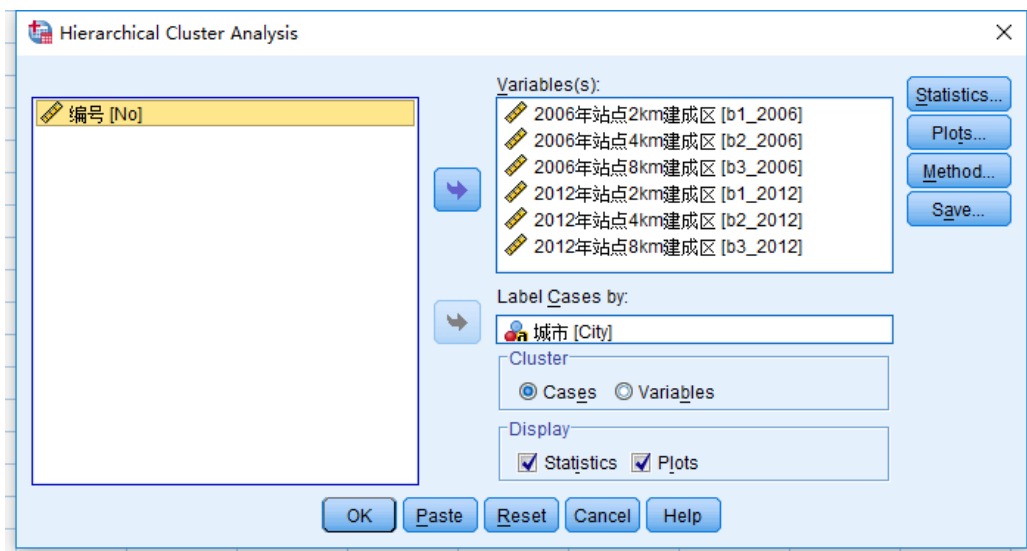 Hierarchical Cluster Analysis
编号 [No]
Variables(s):
2006年站点2km建成区 [b1_2006]
2006年站点4km建成区 [b2_2006]
2006年站点8km建成区 [b3_2006]
2012年站点2km建成区 [b1_2012]
2012年站点4km建成区 [b2_2012]
2012年站点8km建成区 [b3_2012]
Statistics...
Plots...
Method...
Save...
Label Cases by:
a 城市 [City]
Cluster
Cases Variables
Display
Statistics Plots
OK Paste Reset Cancel Help